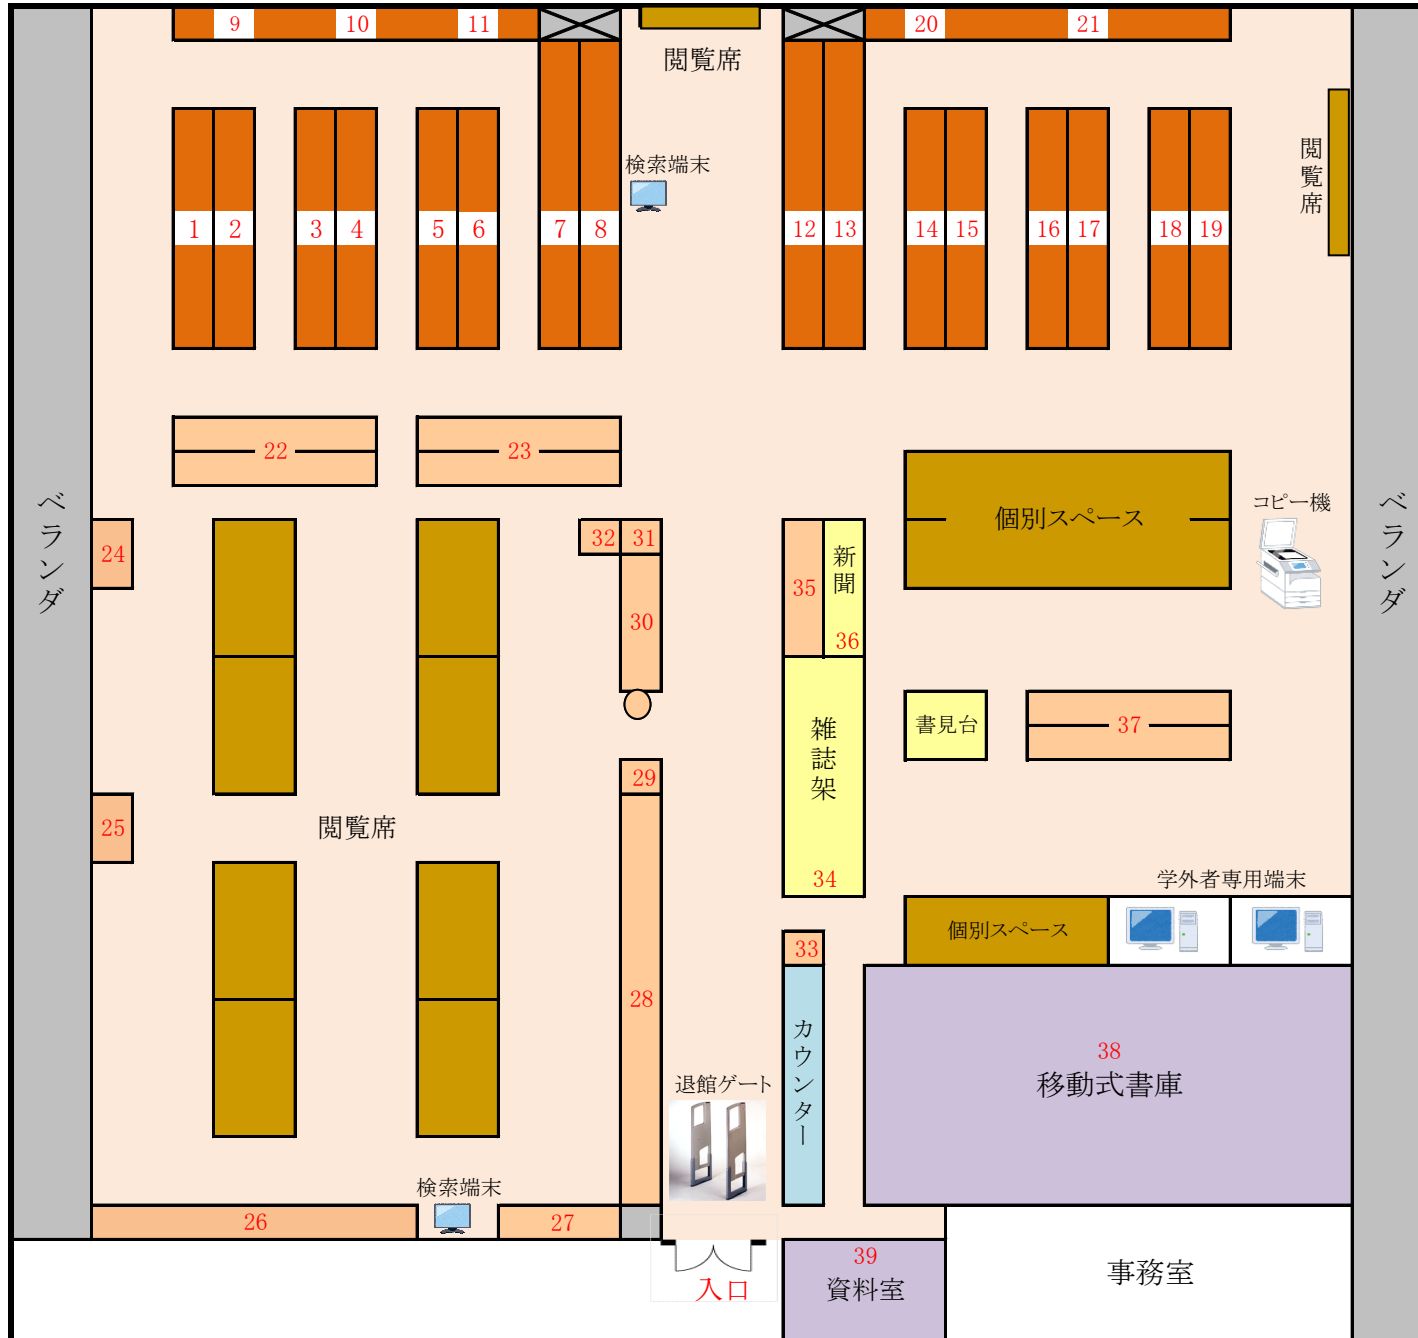 9 10 11 20 21
閲覧席
検索端末
閲覧席
1 2 3 4 5 6 7 8 12 13 14 15 16 17 18 19
22 23
ベランダ
個別スペース
コピー機
ベランダ
24
32 31
新聞
35
30
36
書見台
37
雑誌架
29
25
閲覧席
34
学外者専用端末
個別スペース
33
28
カウンター
38
移動式書庫
退館ゲート
検索端末
26
27
39
資料室
入口
事務室